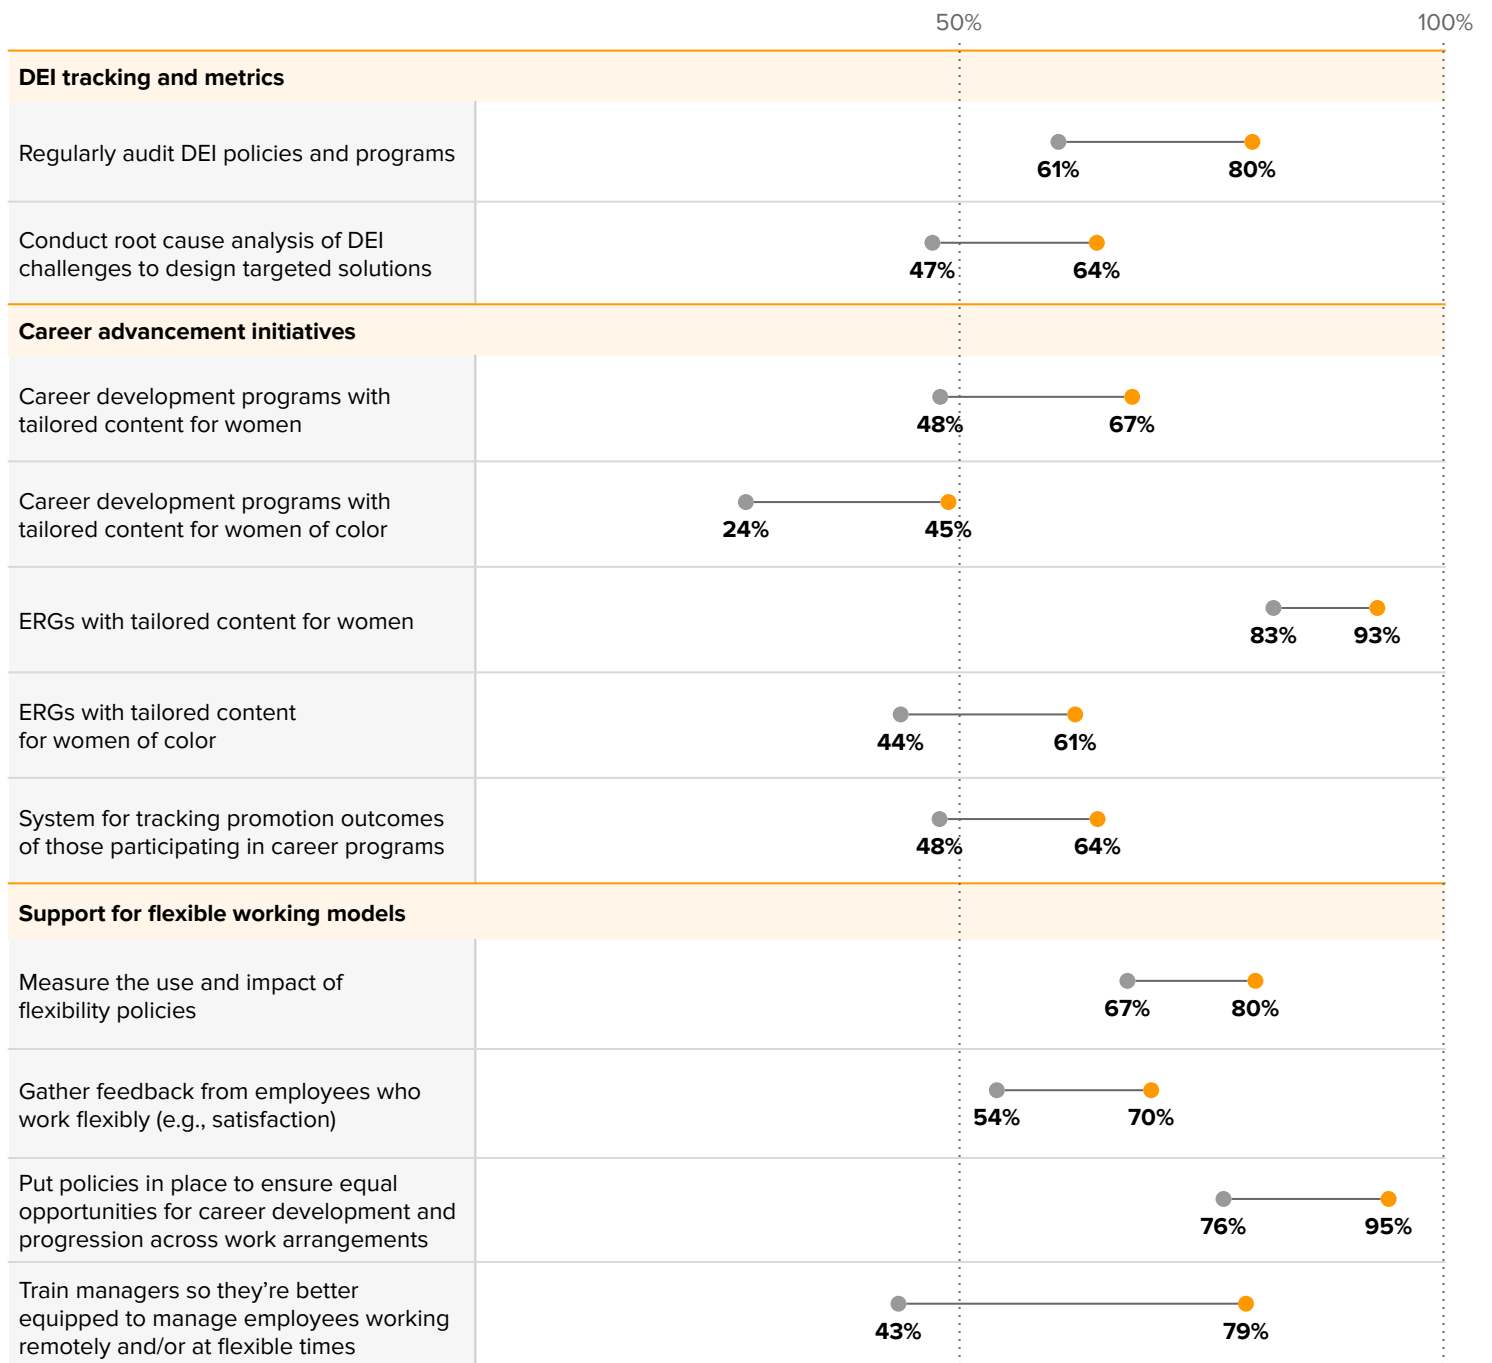 50% 100%
DEI tracking and metrics
Regularly audit DEI policies and programs
61% 80%
Conduct root cause analysis of DEI
challenges to design targeted solutions
47% 64%
Career advancement initiatives
Career development programs with
tailored content for women
48% 67%
Career development programs with
tailored content for women of color
24% 45%
ERGs with tailored content for women
83% 93%
ERGs with tailored content
for women of color
44% 61%
System for tracking promotion outcomes
of those participating in career programs
48% 64%
Support for flexible working models
Measure the use and impact of
flexibility policies
67% 80%
Gather feedback from employees who
work flexibly (e.g., satisfaction)
54% 70%
Put policies in place to ensure equal
opportunities for career development and
progression across work arrangements
76% 95%
Train managers so they’re better
equipped to manage employees working
remotely and/or at flexible times
43% 79%